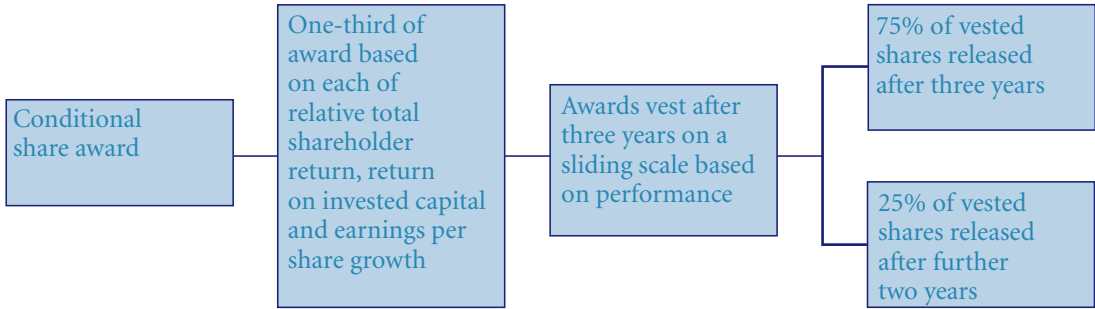 Conditional
share award
One-third of
award based
on each of
relative total
shareholder
return, return
on invested capital
and earnings per
share growth
Awards vest after
three years on a
sliding scale based
on performance
75% of vested
shares released
after three years
25% of vested
shares released
after further
two years